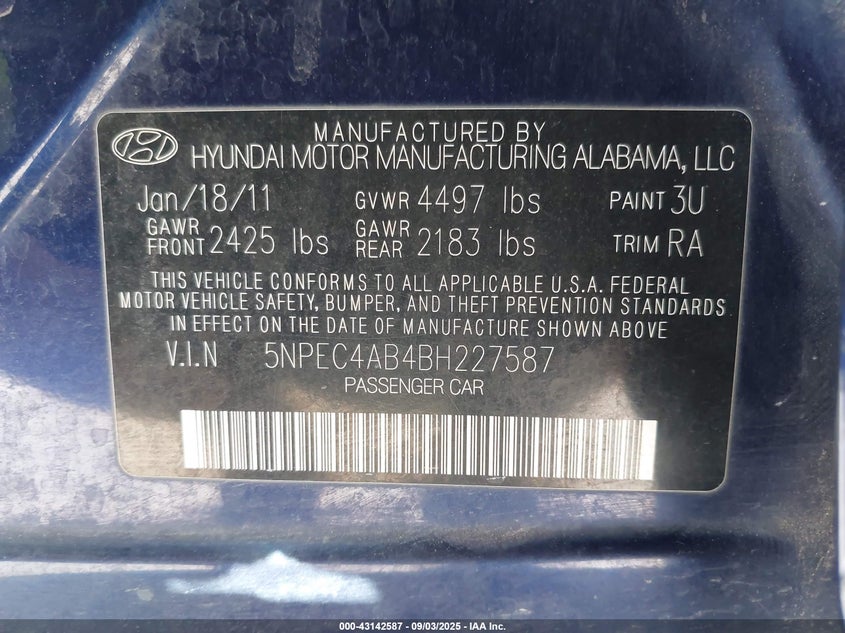 MANUFACTURED BY
HYUNDAI MOTOR MANUFACTURING ALABAMA, LLC
Jan/18/11 GVWR 4497 lbs PAINT 3U
GAWR FRONT 2425 lbs GAWR REAR 2183 lbs TRIM RA
THIS VEHICLE CONFORMS TO ALL APPLICABLE U.S.A. FEDERAL
MOTOR VEHICLE SAFETY, BUMPER, AND THEFT PREVENTION STANDARDS
IN EFFECT ON THE DATE OF MANUFACTURE SHOWN ABOVE
V.I.N 5NPEC4AB4BH227587
PASSENGER CAR
000-43142587 - 09/03/2025 - IAA Inc.